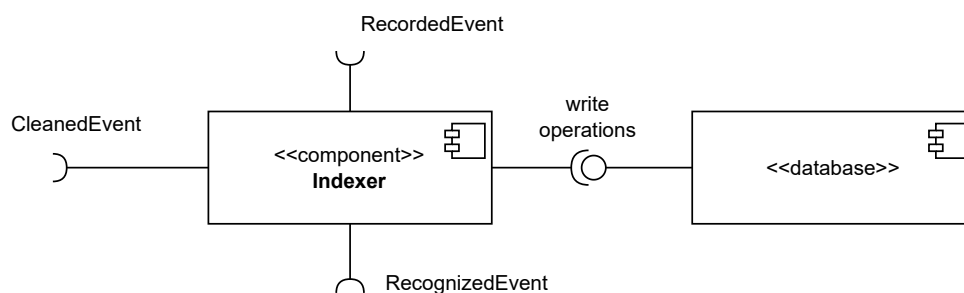 RecordedEvent
CleanedEvent
write
operations
<<component>>
Indexer
<<database>>
RecognizedEvent